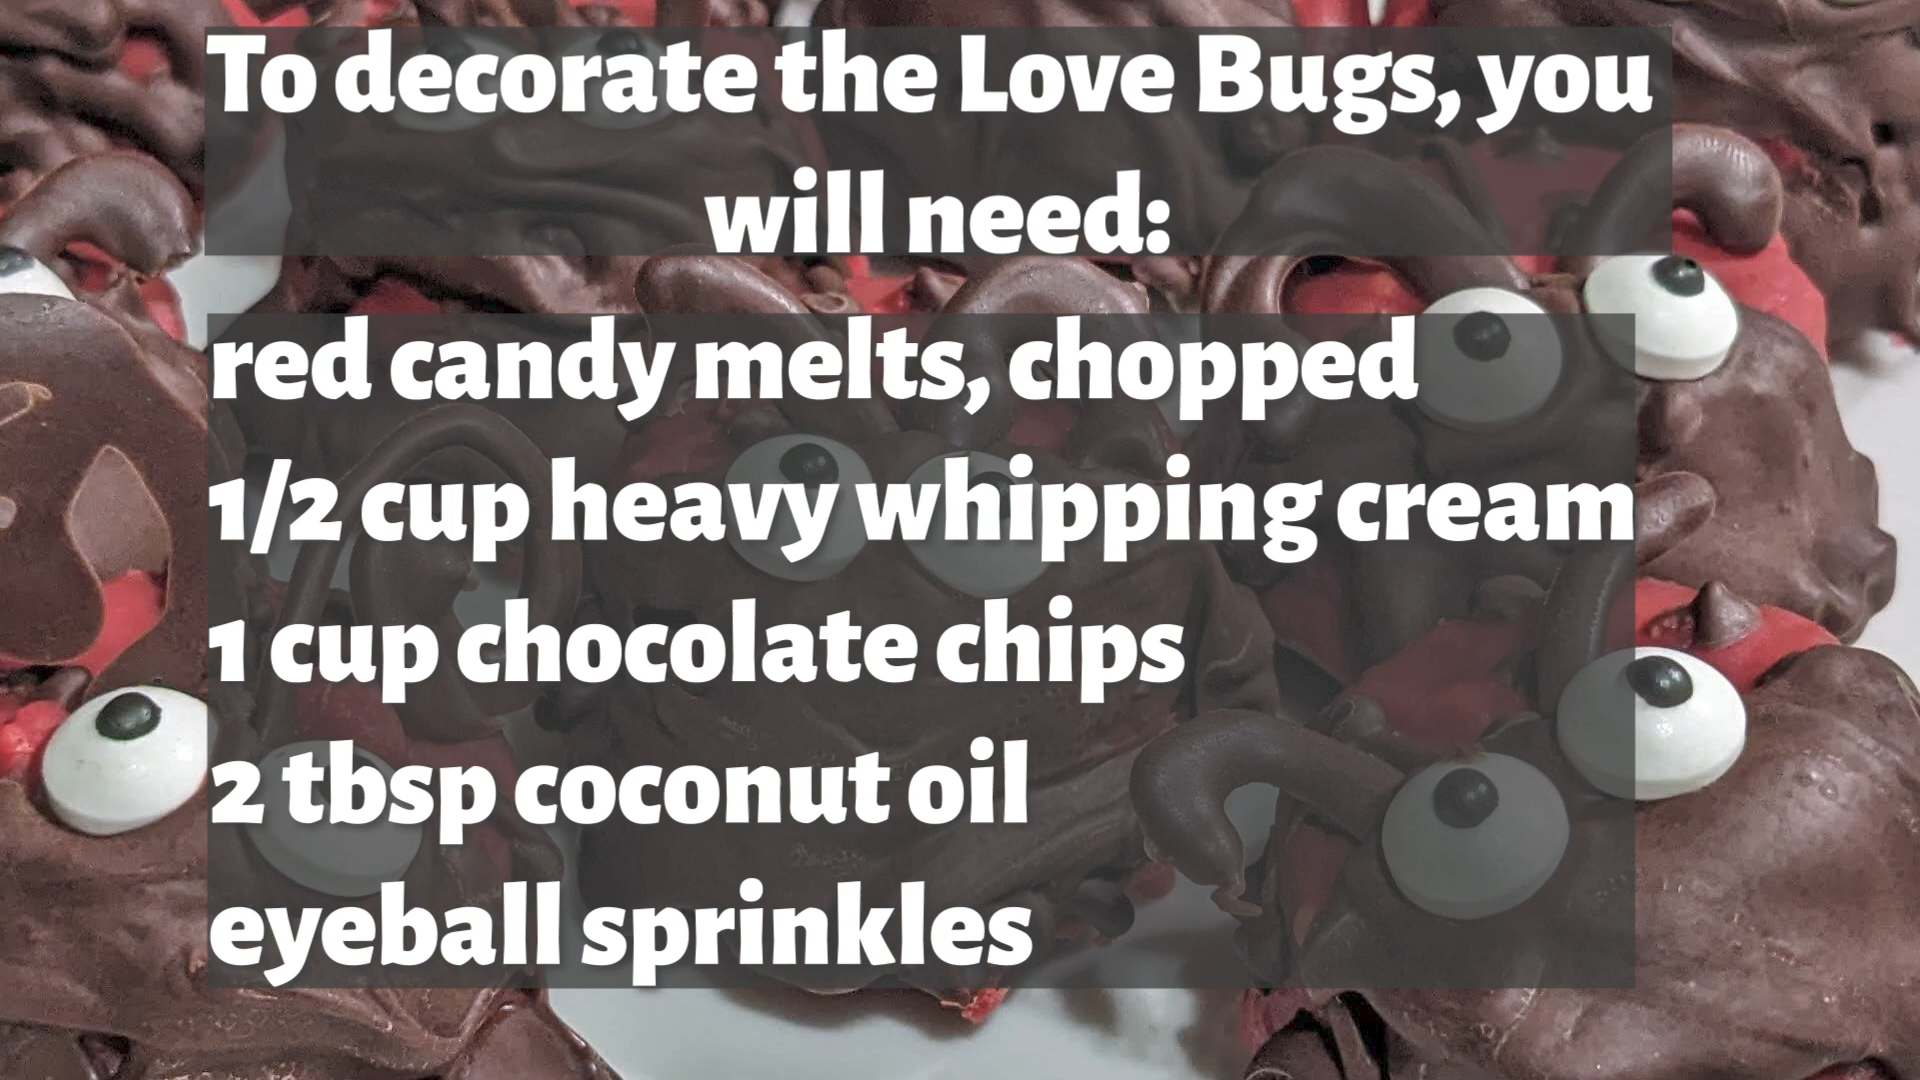 To decorate the Love Bugs, you
will need:
red candy melts, chopped
1/2 cup heavy whipping cream
1 cup chocolate chips
2 tbsp coconut oil
eyeball sprinkles